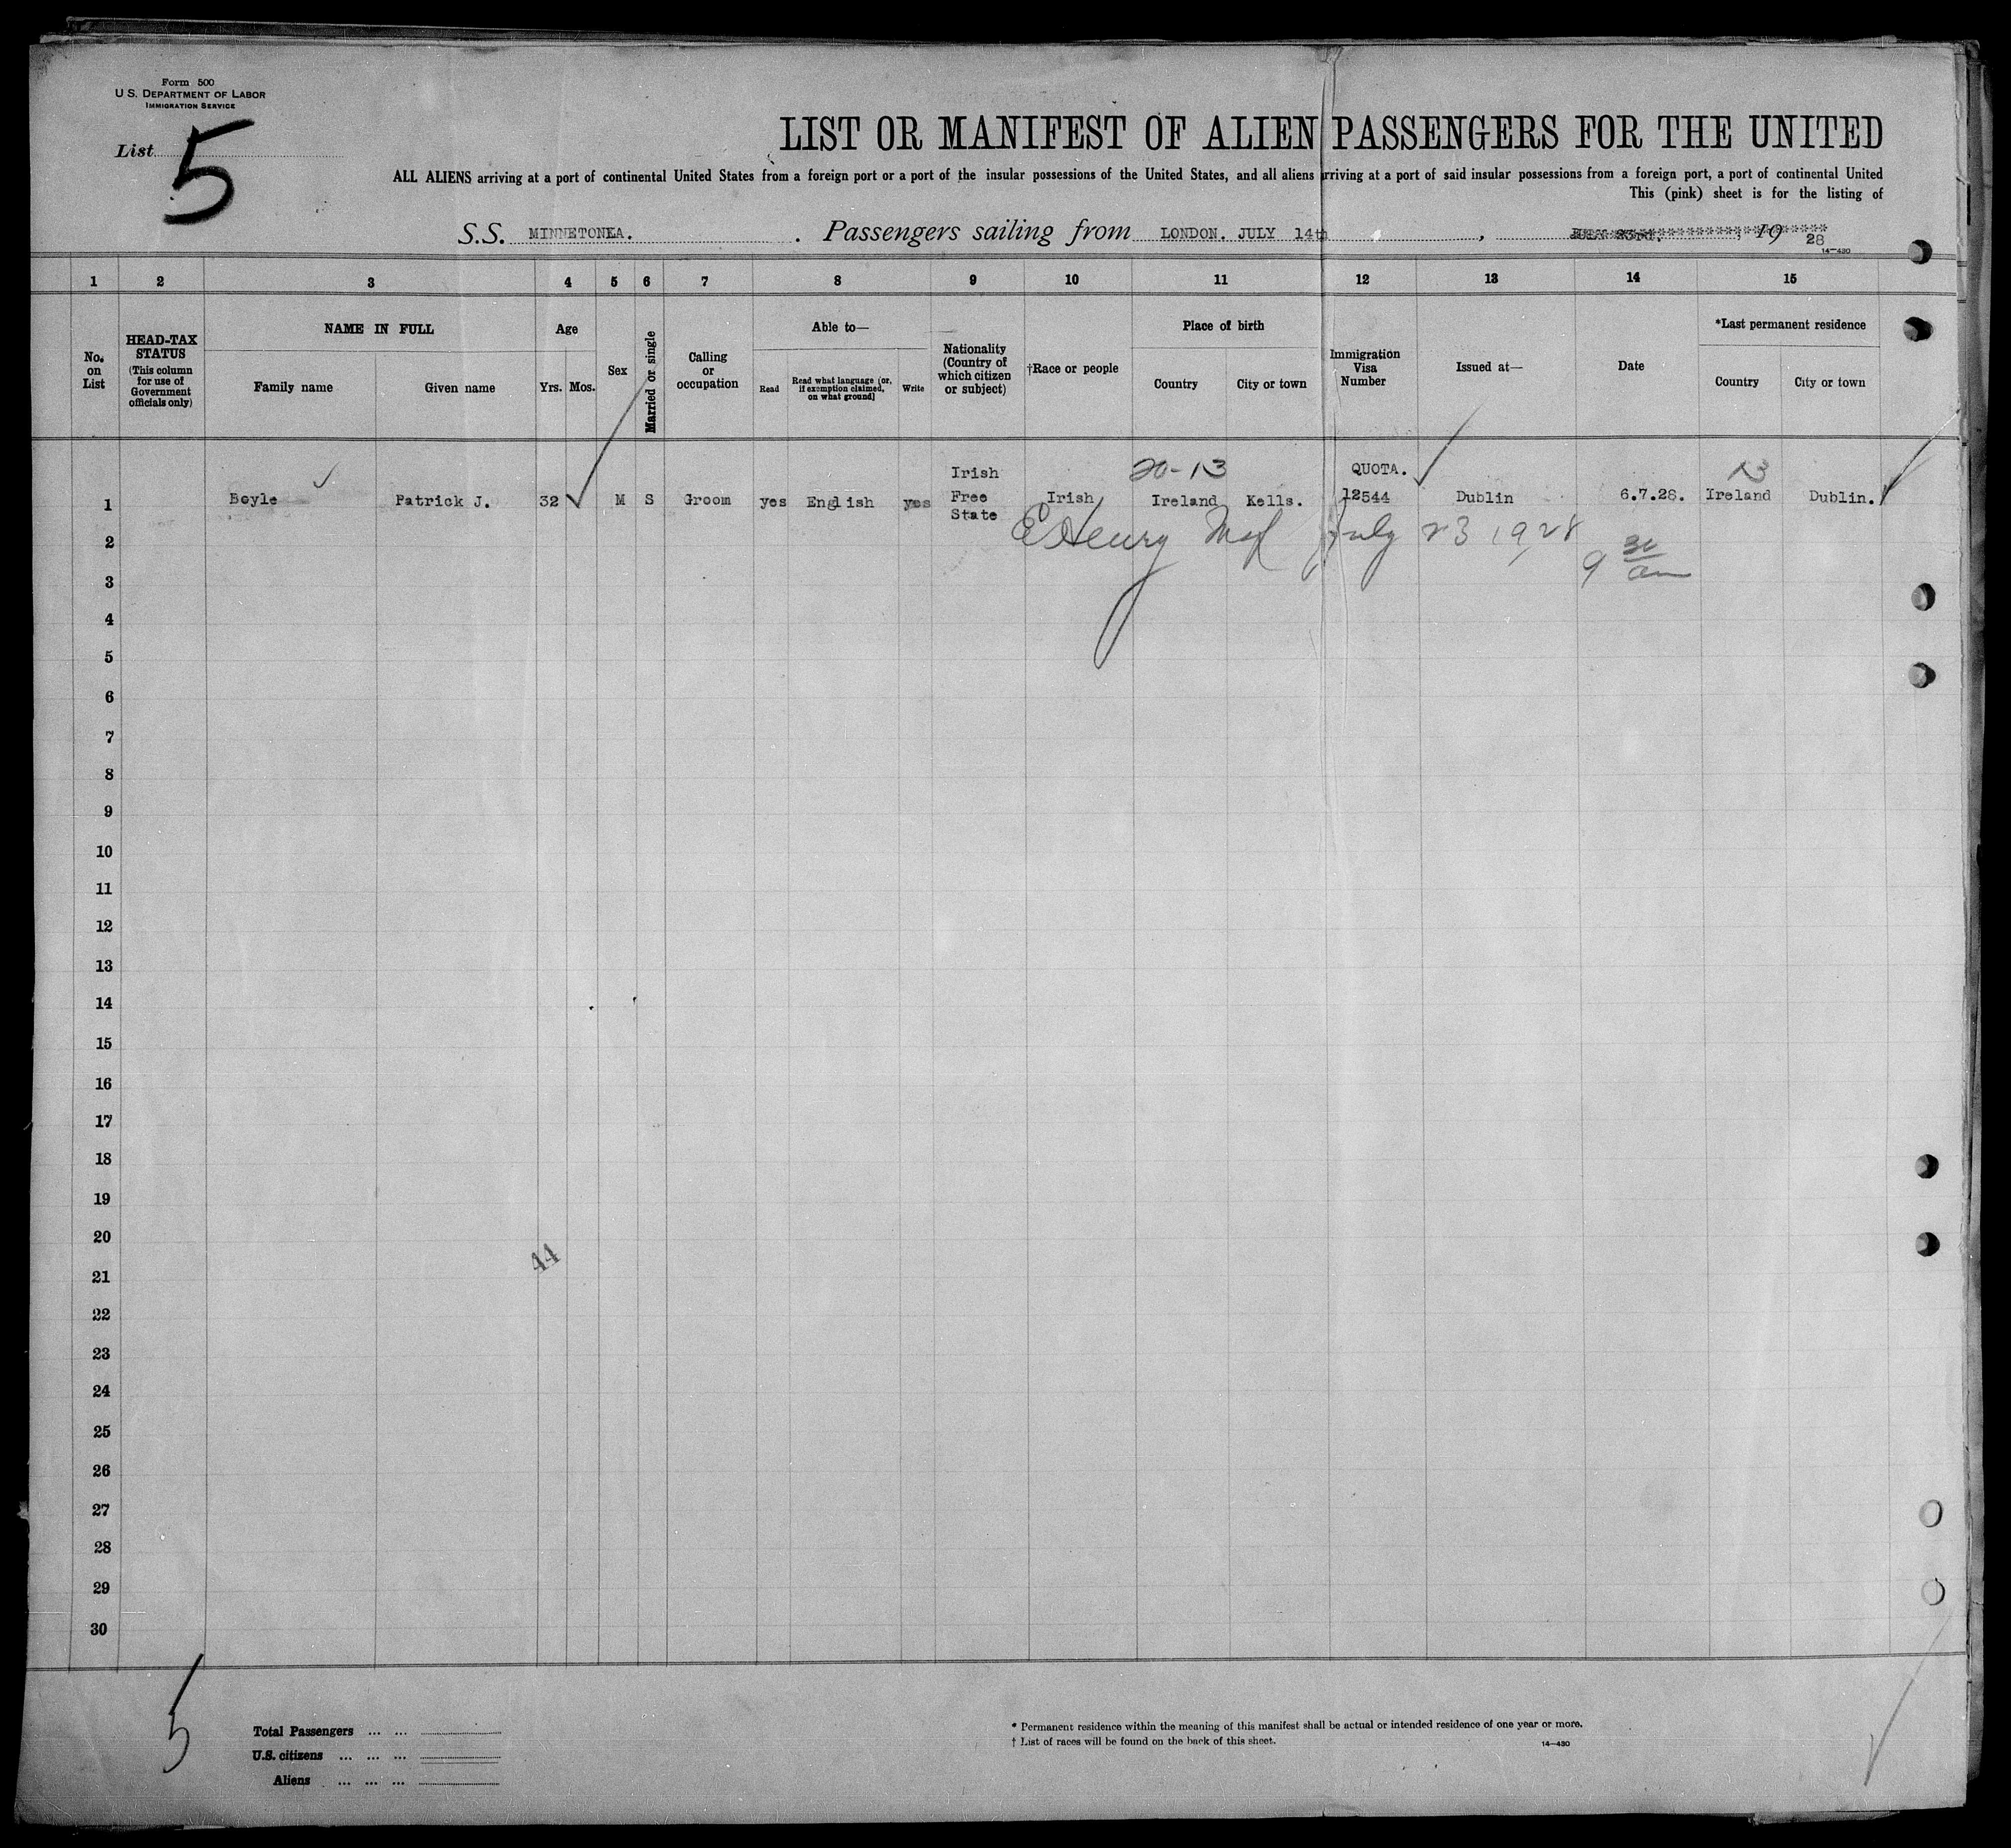 Form 500
U.S. DEPARTMENT OF LABOR
IMMIGRATION SERVICE
List 5
LIST OR MANIFEST OF ALIEN PASSENGERS FOR THE UNITED
ALL ALIENS arriving at a port of continental United States from a foreign port or a port of the insular possessions of the United States, and all aliens arriving at a port of said insular possessions from a foreign port, a port of continental United
This (pink) sheet is for the listing of
S.S. MINNETONKA. . Passengers sailing from LONDON. JULY 14th , JULY 23rd. , 1928
14—430
1 2 3 4 5 6 7 8 9 10 11 12 13 14 15
No. on List
HEAD-TAX STATUS (This column for use of Government officials only)
NAME IN FULL
Family name Given name
Age
Yrs. Mos.
Sex
Married or single
Calling or occupation
Able to—
Read Read what language (or, if exemption claimed, on what ground) Write
Nationality (Country of which citizen or subject)
†Race or people
Place of birth
Country City or town
Immigration Visa Number
Issued at—
Date
*Last permanent residence
Country City or town
20-13 QUOTA. 13
1 Boyle Patrick J. 32 M S Groom yes English yes Irish Free State Irish Ireland Kells. 12544 Dublin 6.7.28. Ireland Dublin.
2 July 23 1928
3 9 30 am
4
5
6
7
8
9
10
11
12
13
14
15
16
17
18
19
20
44
21
22
23
24
25
26
27
28
29
30
5
Total Passengers ... ...
U.S. citizens ... ... ...
Aliens ... ... ...
* Permanent residence within the meaning of this manifest shall be actual or intended residence of one year or more.
† List of races will be found on the back of this sheet.
14—430